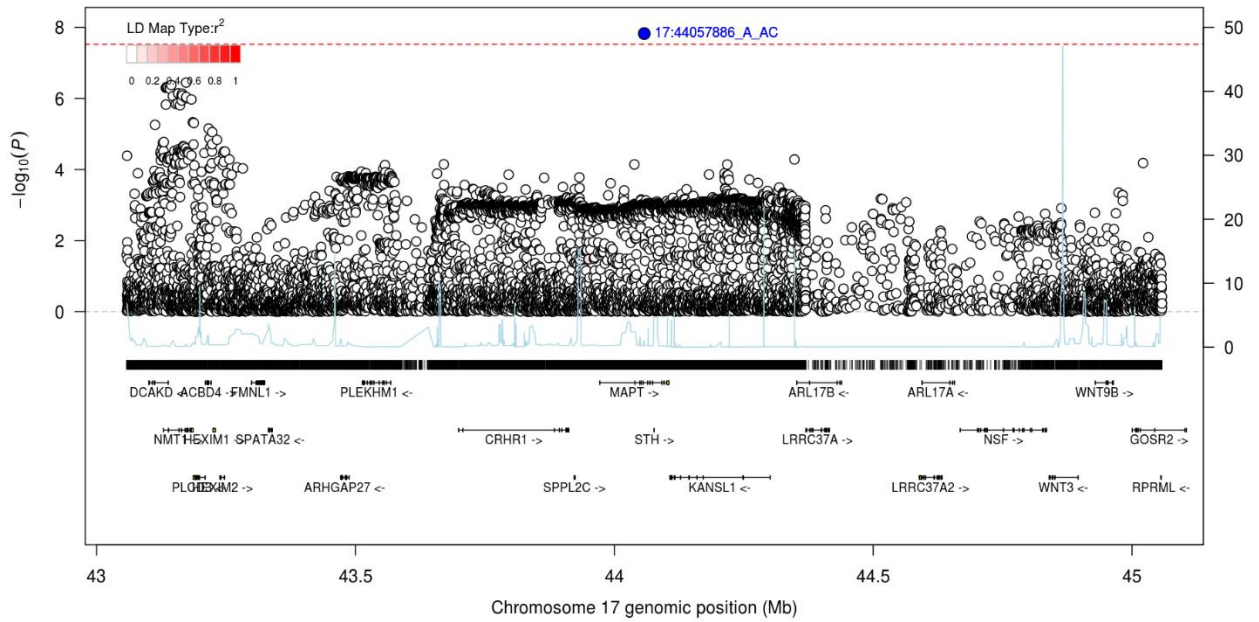 LD Map Type:r2
17:44057886_A_AC
0 0.2 0.4 0.6 0.8 1
8
6
4
2
0
−log10(P)
50
40
30
20
10
0
DCAKD <- ACBD4 -> FMNL1 -> PLEKHM1 <- MAPT -> ARL17B <- ARL17A <- WNT9B ->
NMT1 -> HEXIM1 -> SPATA32 <- CRHR1 -> STH -> LRRC37A -> NSF -> GOSR2 ->
PLCD3 <- HEXIM2 -> ARHGAP27 <- SPPL2C -> KANSL1 <- LRRC37A2 -> WNT3 <- RPRML <-
43 43.5 44 44.5 45
Chromosome 17 genomic position (Mb)